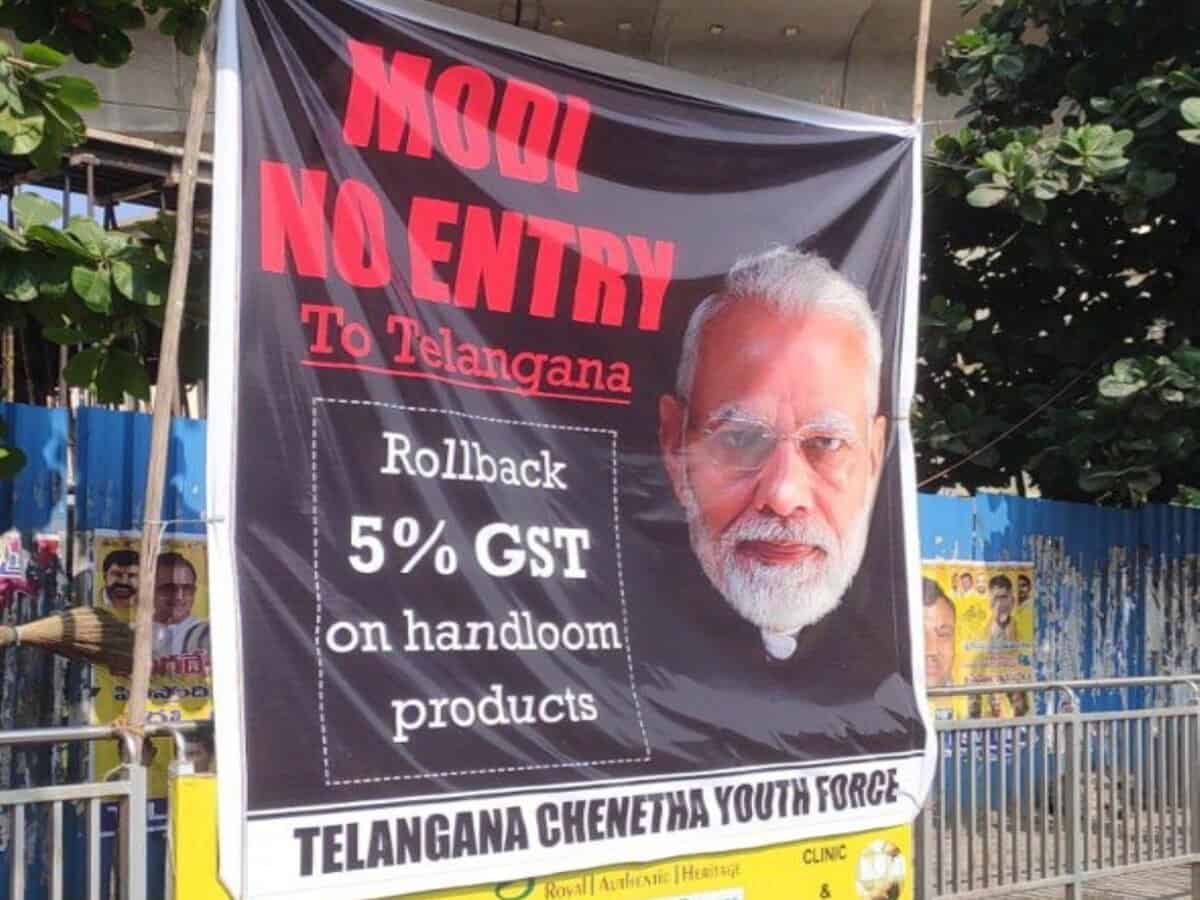 MODI
NO ENTRY
To Telangana
Rollback
5% GST
on handloom
products
TELANGANA CHENETHA YOUTH FORCE
Royal | Authentic | Heritage
CLINIC
&